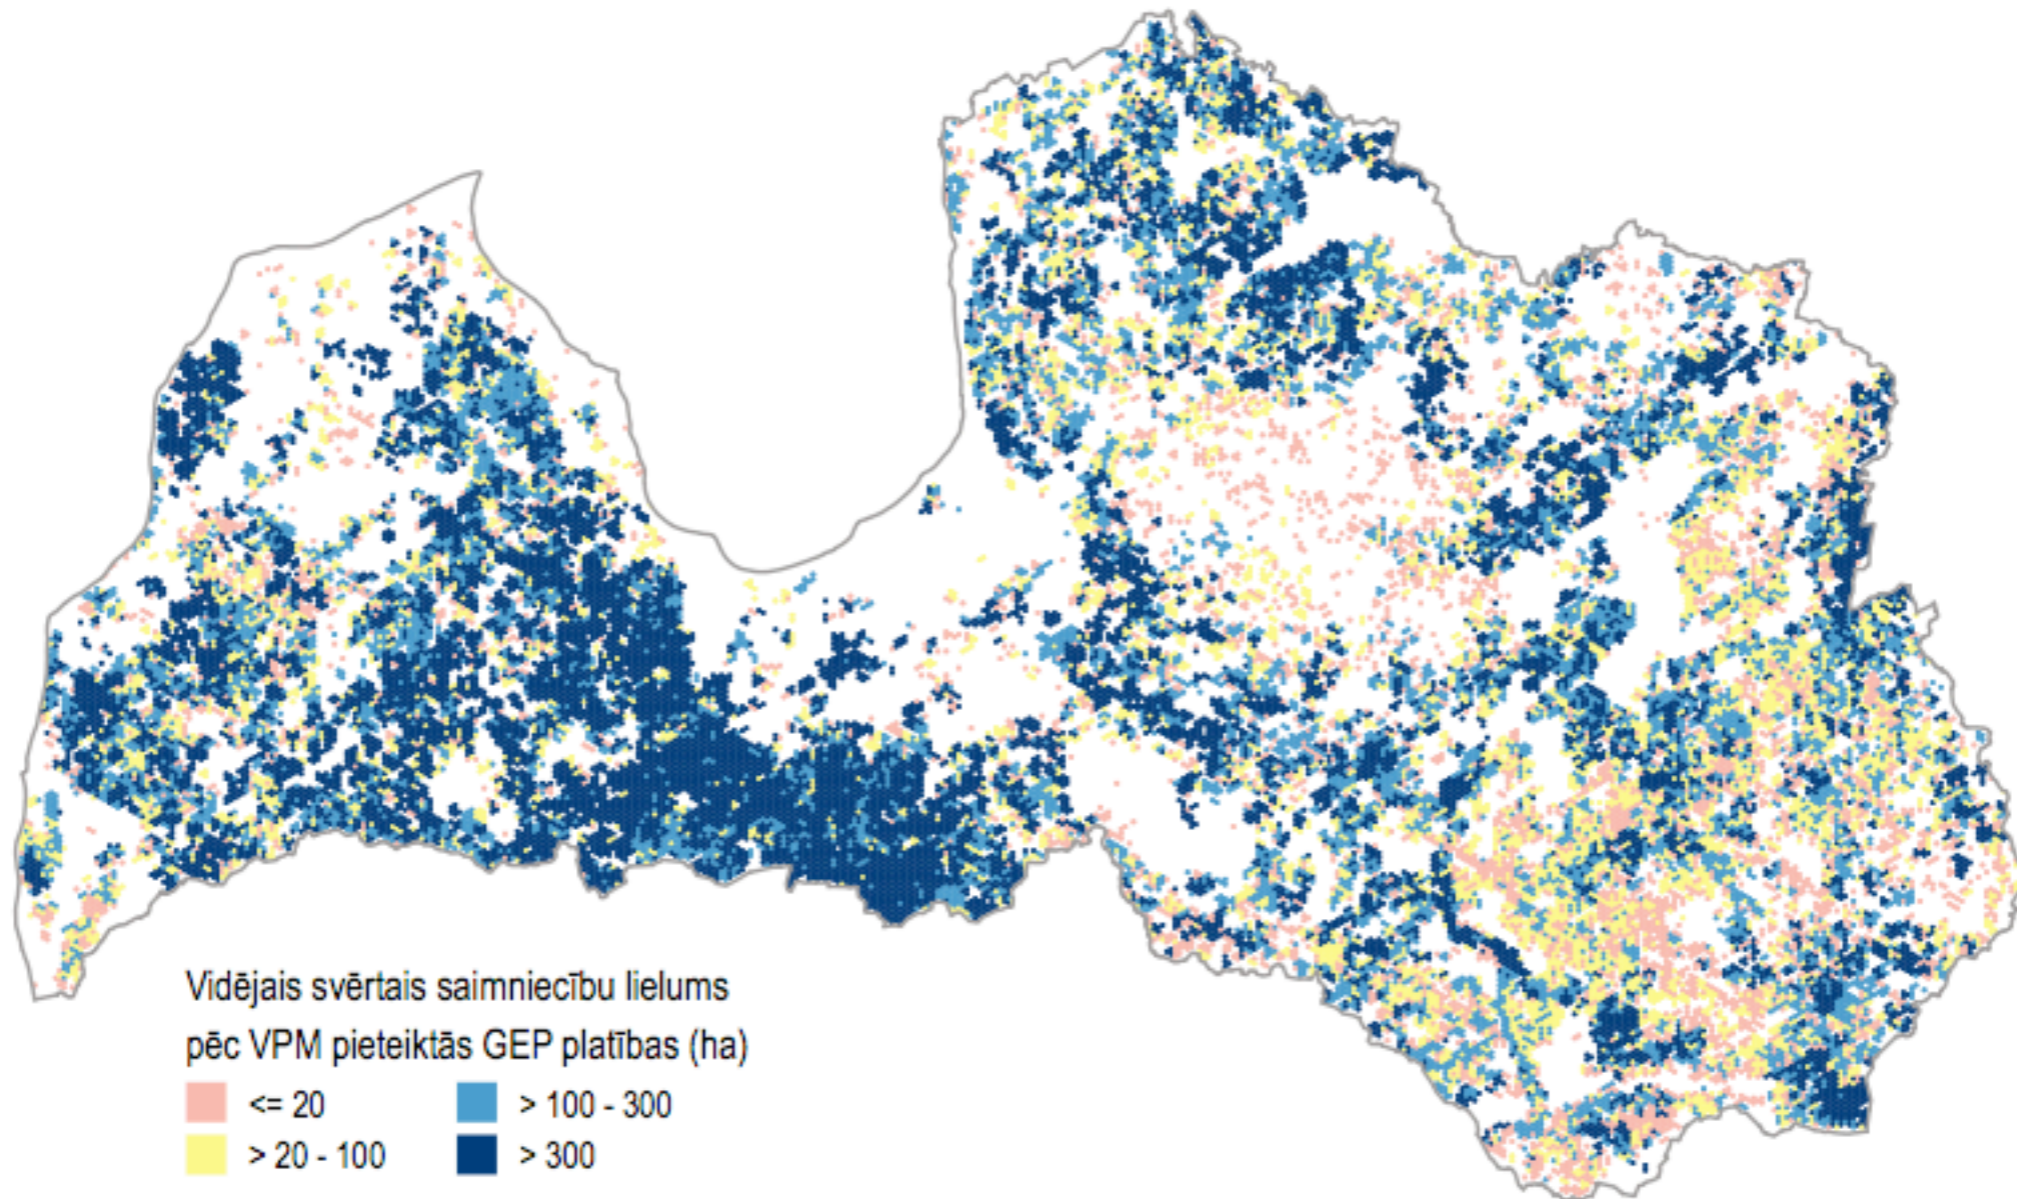 Vidējais svērtais saimniecību lielums
pēc VPM pieteiktās GEP platības (ha)
<= 20
> 100 - 300
> 20 - 100
> 300